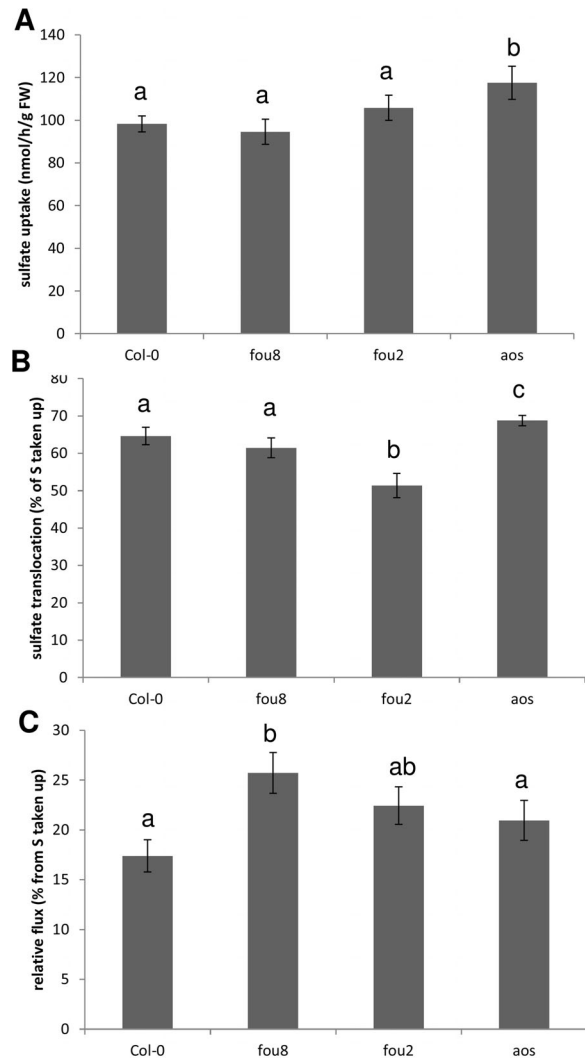 A
sulfate uptake (nmol/h/g FW)
140
120
100
80
60
40
20
0
a
a
a
b
Col-0 fou8 fou2 aos
B
sulfate translocation (% of S taken up)
80
70
60
50
40
30
20
10
0
a
a
b
c
Col-0 fou8 fou2 aos
C
relative flux (% from S taken up)
30
25
20
15
10
5
0
a
b
ab
a
Col-0 fou8 fou2 aos